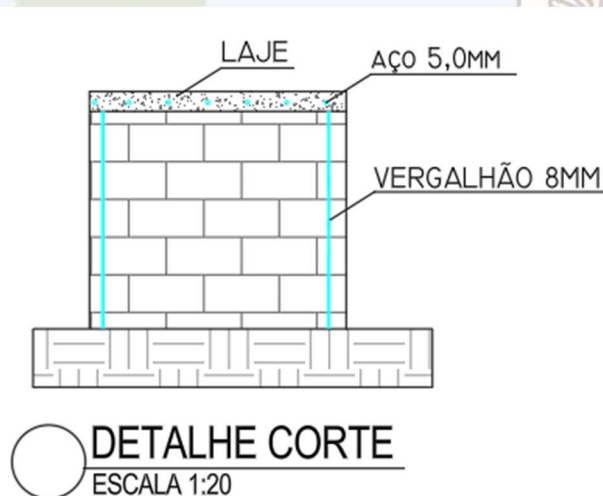 LAJE
AÇO 5,0MM
VERGALHÃO 8MM
DETALHE CORTE
ESCALA 1:20